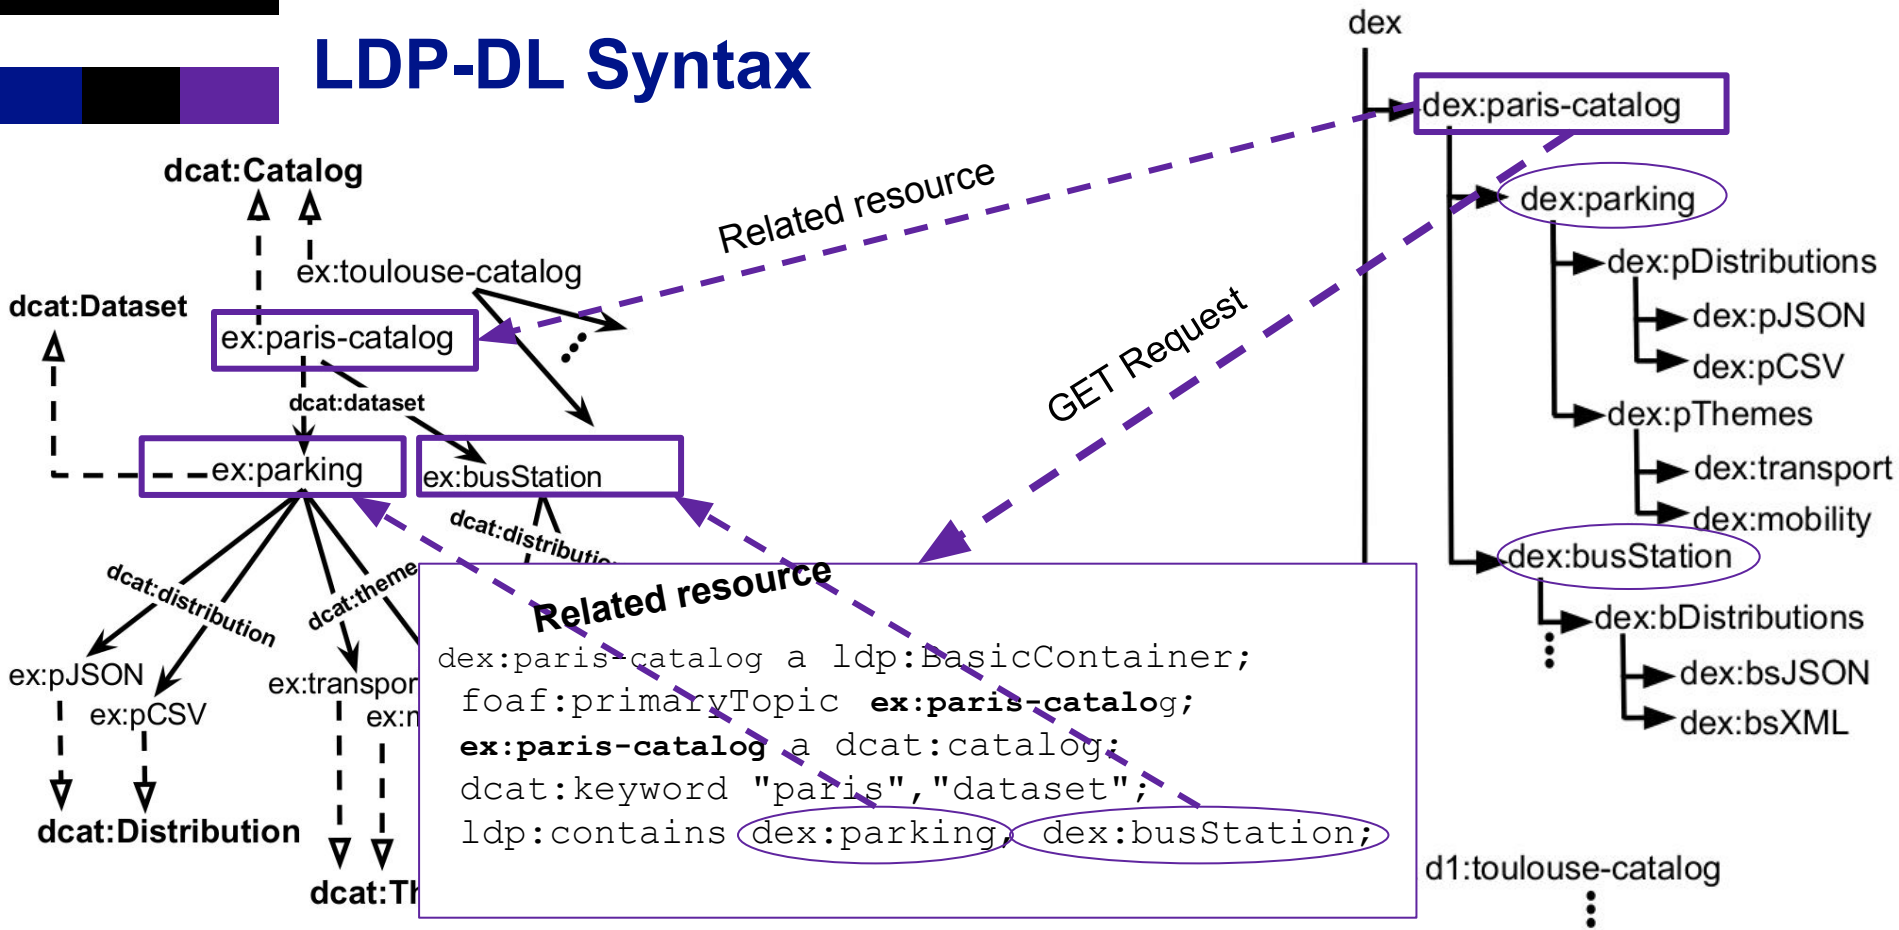 LDP-DL Syntax
dcat:Catalog
ex:toulouse-catalog
dcat:Dataset
ex:paris-catalog
dcat:dataset
ex:parking
ex:busStation
dcat:distribution
dcat:theme
dcat:distribution
ex:pJSON
ex:pCSV
dcat:Distribution
Related resource
GET Request
Related resource
dex:paris-catalog a ldp:BasicContainer;
foaf:primaryTopic ex:paris-catalog;
ex:paris-catalog a dcat:catalog;
dcat:keyword "paris","dataset";
ldp:contains dex:parking, dex:busStation;
dex
dex:paris-catalog
dex:parking
dex:pDistributions
dex:pJSON
dex:pCSV
dex:pThemes
dex:transport
dex:mobility
dex:busStation
dex:bDistributions
dex:bsJSON
dex:bsXML
d1:toulouse-catalog